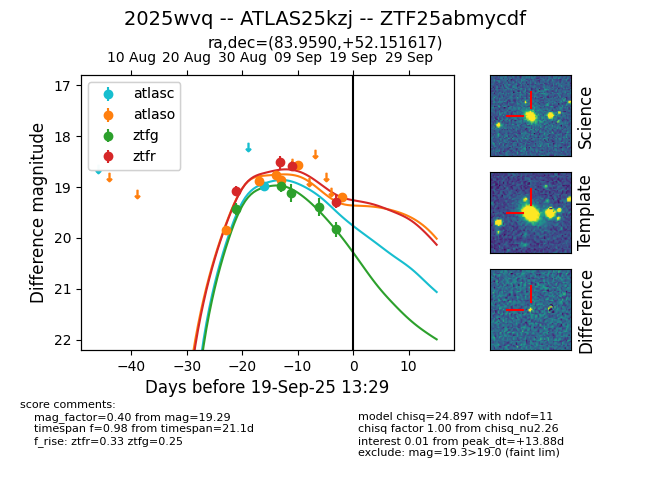 2025wvq -- ATLAS25kzj -- ZTF25abmycdf
ra,dec=(83.9590,+52.151617)
10 Aug 20 Aug 30 Aug 09 Sep 19 Sep 29 Sep
17
18
19
20
21
22
Difference magnitude
atlasc
atlaso
ztfg
ztfr
−40
−30
−20
−10
0
10
Days before 19-Sep-25 13:29
Science
Template
Difference
score comments:
mag_factor=0.40 from mag=19.29
timespan f=0.98 from timespan=21.1d
f_rise: ztfr=0.33 ztfg=0.25
model chisq=24.897 with ndof=11
chisq factor 1.00 from chisq_nu2.26
interest 0.01 from peak_dt=+13.88d
exclude: mag=19.3>19.0 (faint lim)